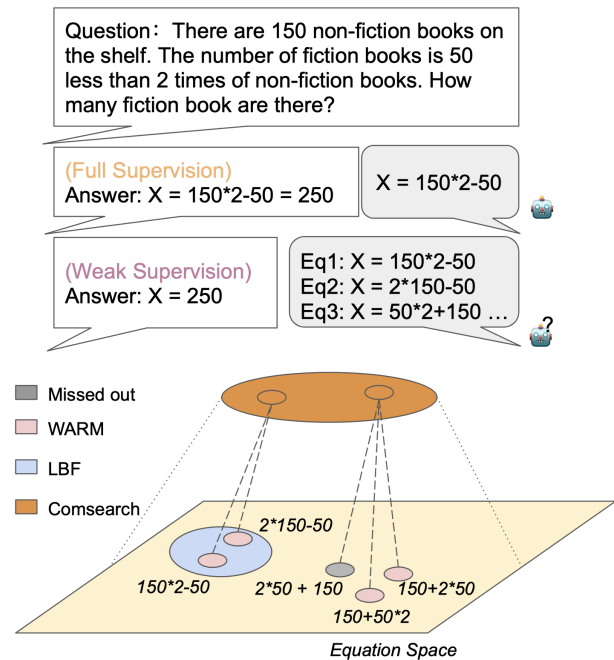 Question: There are 150 non-fiction books on
the shelf. The number of fiction books is 50
less than 2 times of non-fiction books. How
many fiction book are there?
(Full Supervision)
Answer: X = 150*2-50 = 250
X = 150*2-50
(Weak Supervision)
Answer: X = 250
Eq1: X = 150*2-50
Eq2: X = 2*150-50
Eq3: X = 50*2+150 ...
?
Missed out
WARM
LBF
Comsearch
2*150-50
150*2-50
2*50 + 150
150+2*50
150+50*2
Equation Space